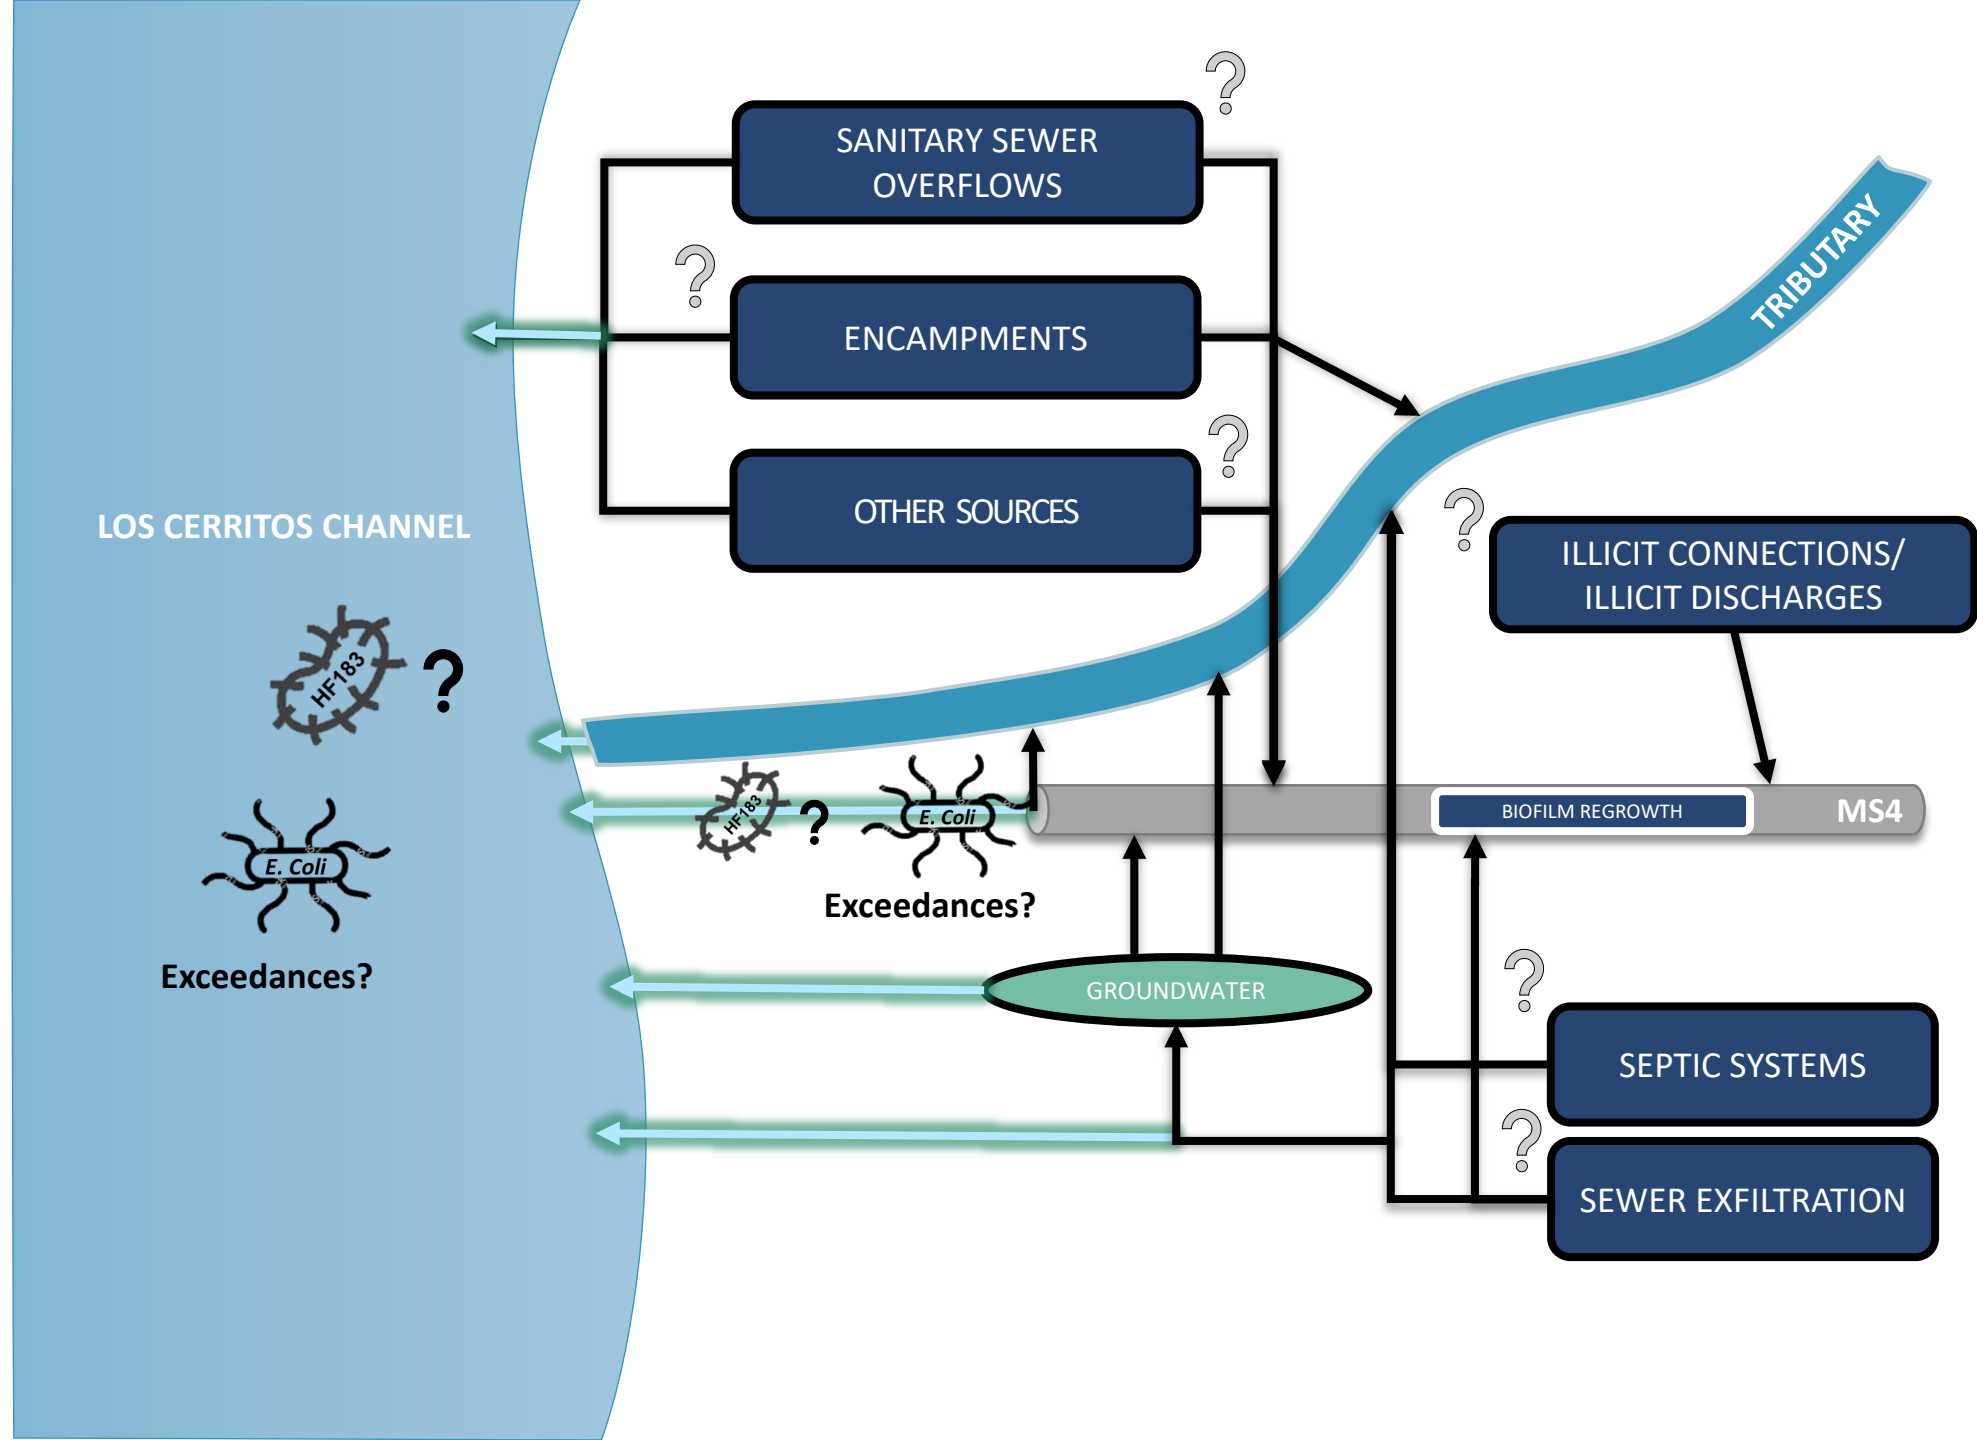 ?
SANITARY SEWER
OVERFLOWS
TRIBUTARY
?
ENCAMPMENTS
?
OTHER SOURCES
LOS CERRITOS CHANNEL
?
ILLICIT CONNECTIONS/
ILLICIT DISCHARGES
HF183
?
HF183
?
E. Coli
BIOFILM REGROWTH
MS4
E. Coli
Exceedances?
Exceedances?
GROUNDWATER
?
SEPTIC SYSTEMS
?
SEWER EXFILTRATION